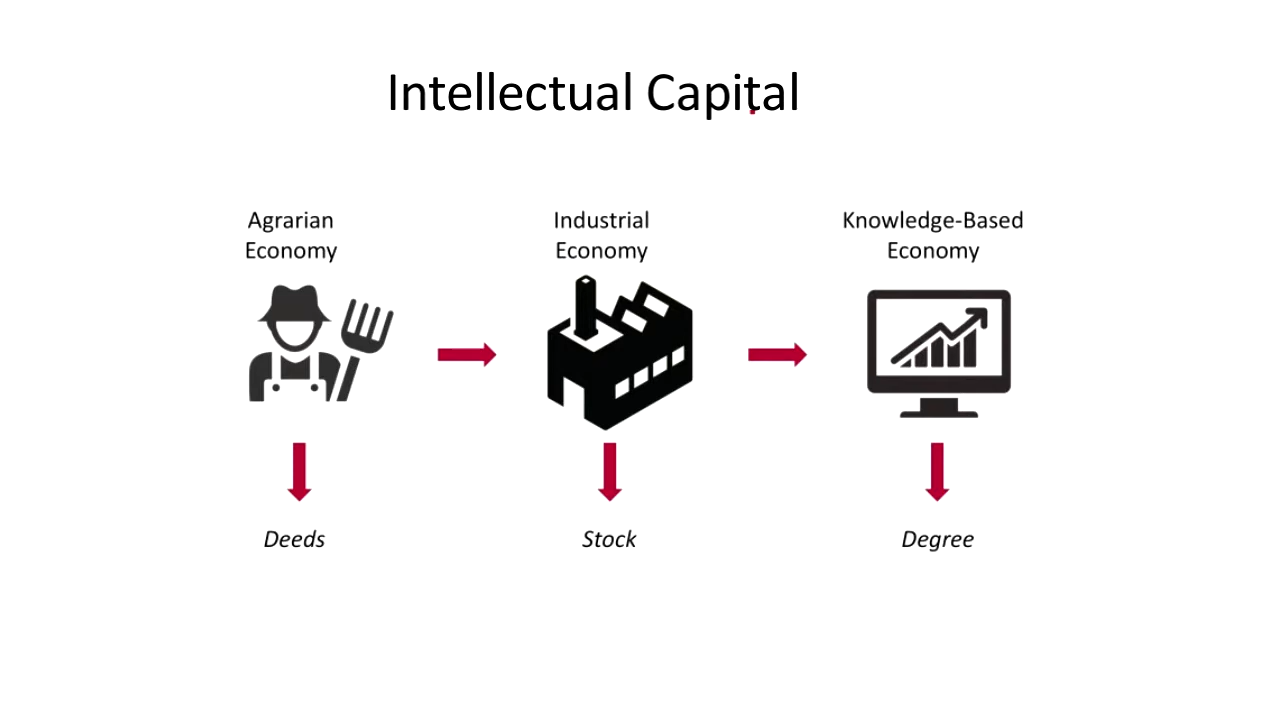 Intellectual Capital
Agrarian
Economy
Industrial
Economy
Knowledge-Based
Economy
Deeds
Stock
Degree